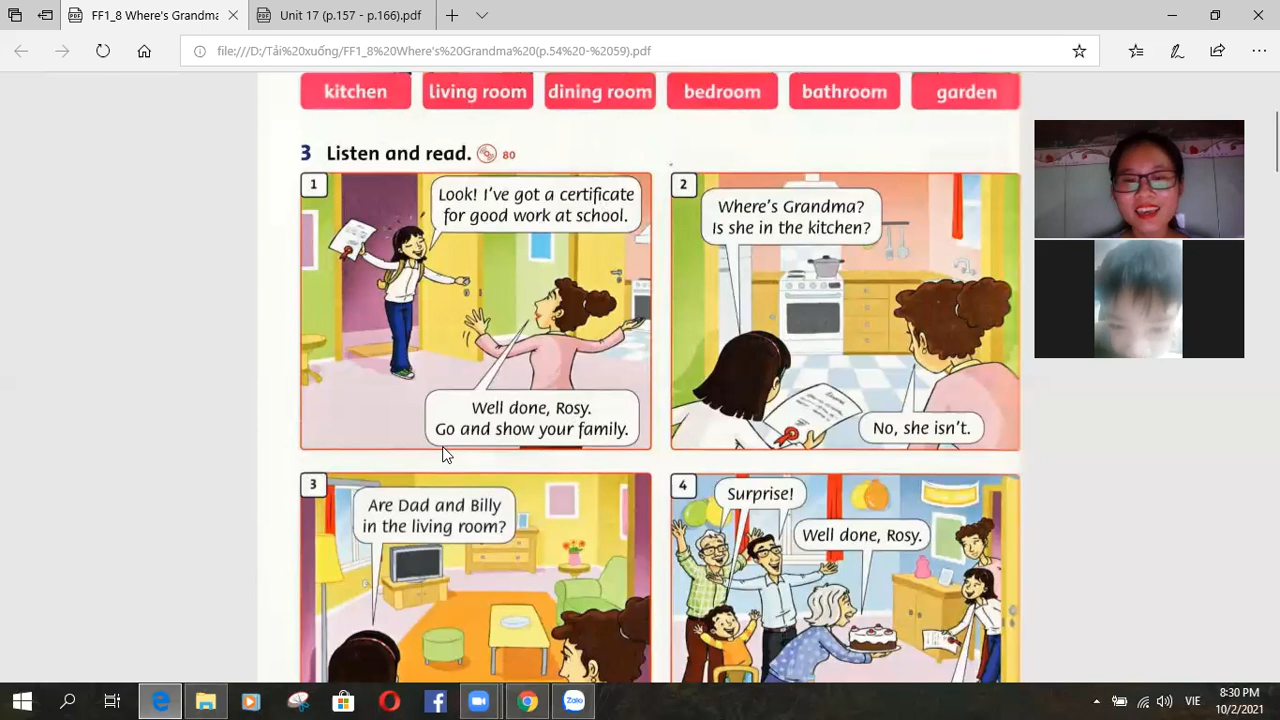 FF1_8 Where's Grandma
Unit 17 (p.157 - p.166).pdf
file:///D:/Tải%20xuống/FF1_8%20Where's%20Grandma%20(p.54%20-%2059).pdf
kitchen living room dining room bedroom bathroom garden
3 Listen and read. 80
1
Look! I've got a certificate
for good work at school.
Well done, Rosy.
Go and show your family.
2
Where's Grandma?
Is she in the kitchen?
No, she isn't.
3
Are Dad and Billy
in the living room?
4
Surprise!
Well done, Rosy.
VIE
8:30 PM
10/2/2021